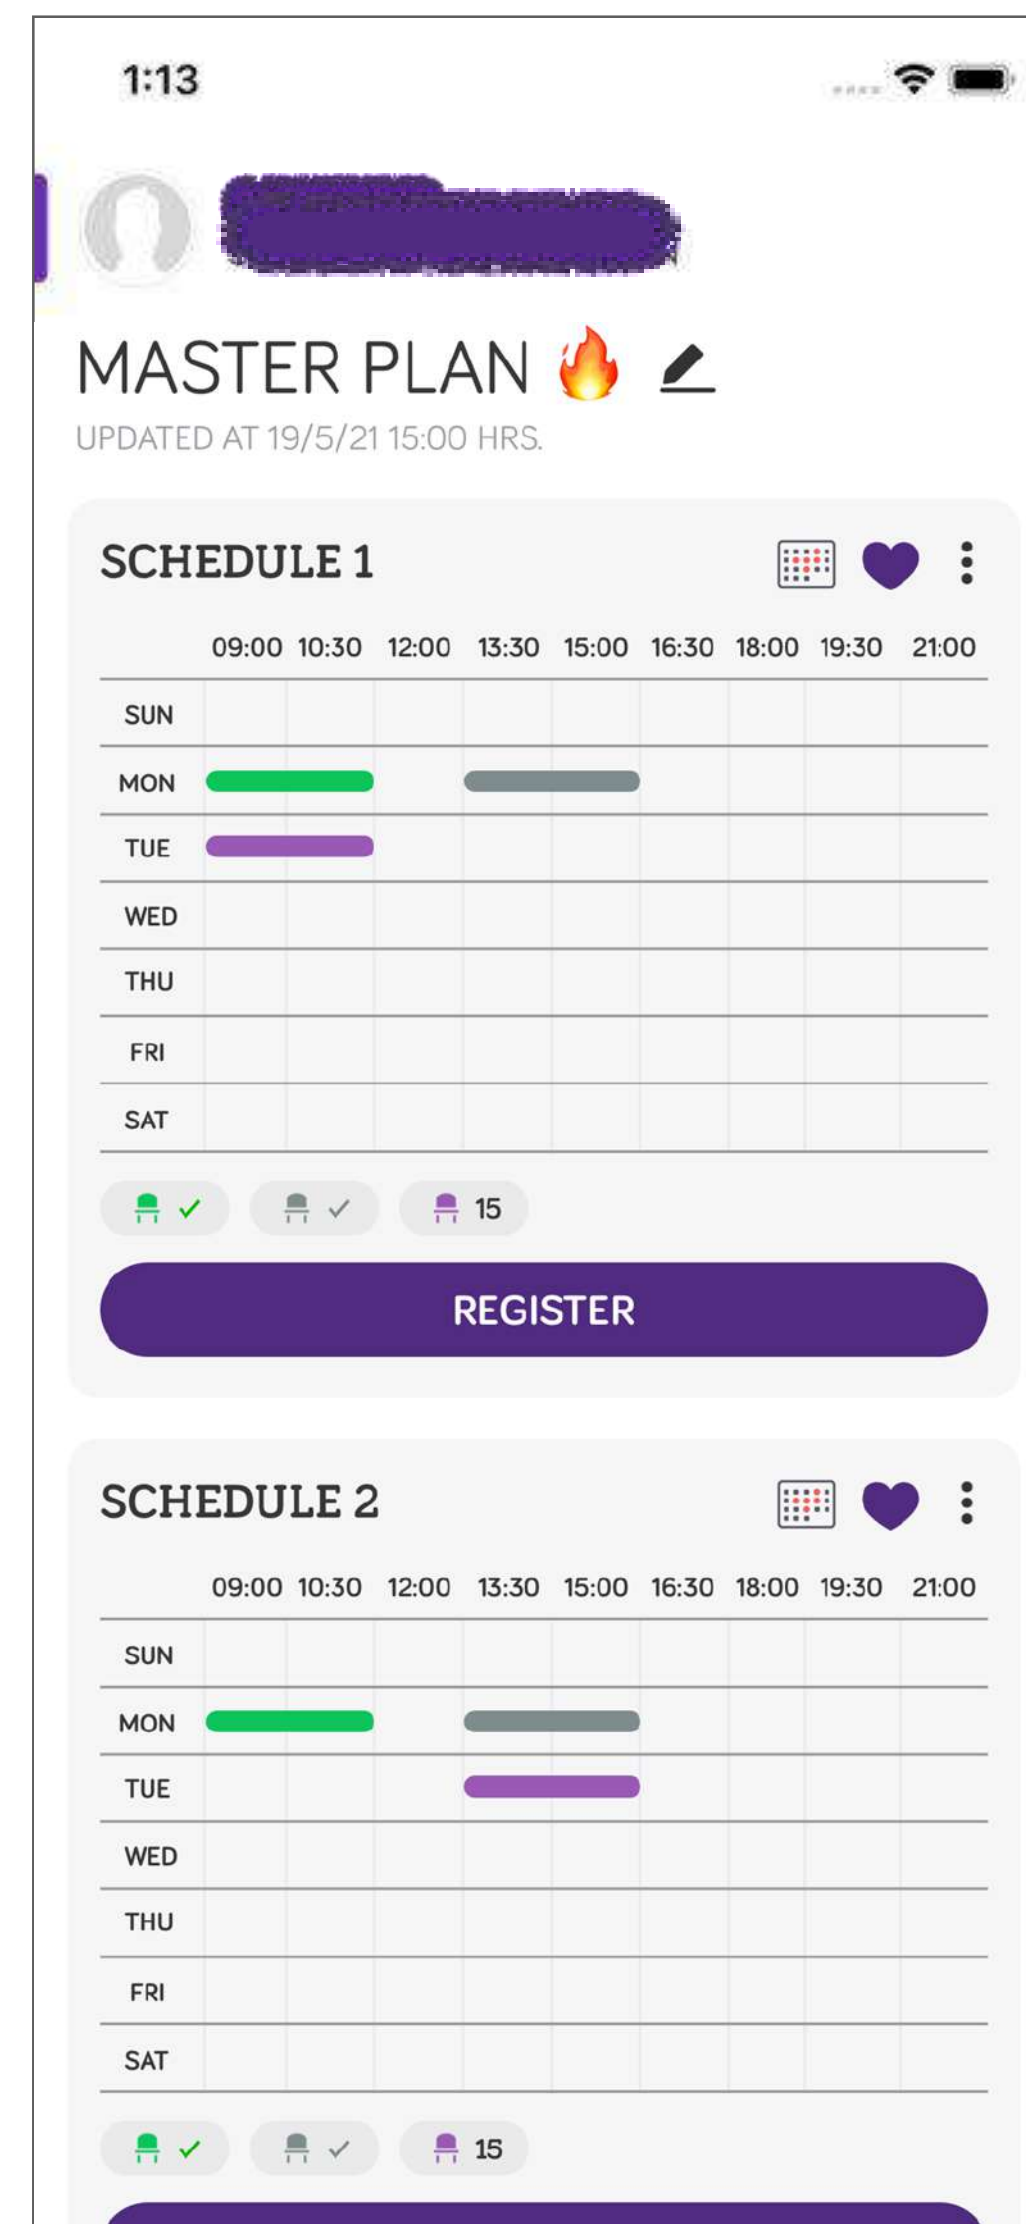 1:13
MASTER PLAN 🔥
UPDATED AT 19/5/21 15:00 HRS.
SCHEDULE 1
09:00 10:30 12:00 13:30 15:00 16:30 18:00 19:30 21:00
SUN
MON
TUE
WED
THU
FRI
SAT
15
REGISTER
SCHEDULE 2
09:00 10:30 12:00 13:30 15:00 16:30 18:00 19:30 21:00
SUN
MON
TUE
WED
THU
FRI
SAT
15